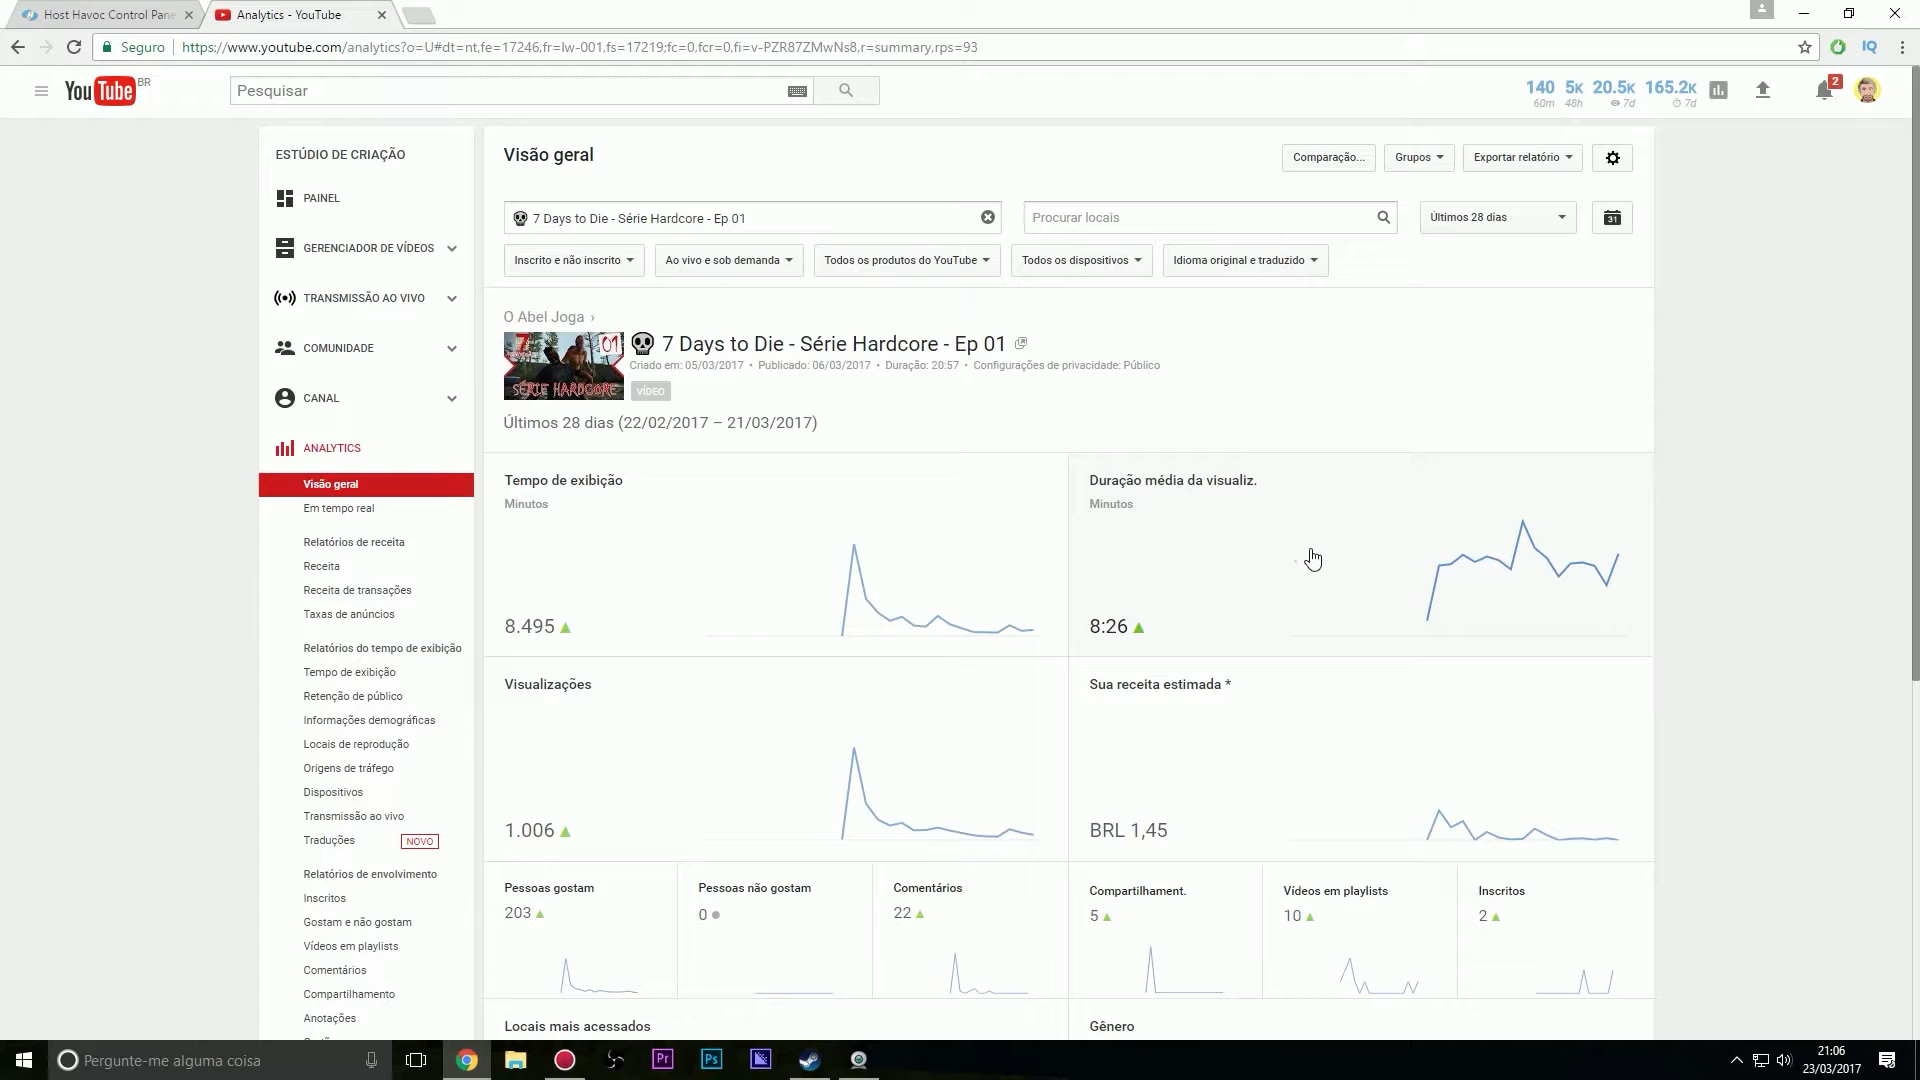 Host Havoc Control Pane
Analytics - YouTube
Seguro
https://www.youtube.com/analytics?o=U#dt=nt,fe=17246,fr=lw-001,fs=17219;fc=0,fcr=0,fi=v-PZR87ZMwNs8,r=summary,rps=93
IQ
YouTube BR
Pesquisar
140 5K 20.5K 165.2K
60m 48h 7d 7d
2
ESTÚDIO DE CRIAÇÃO
PAINEL
GERENCIADOR DE VÍDEOS
TRANSMISSÃO AO VIVO
COMUNIDADE
CANAL
ANALYTICS
Visão geral
Em tempo real
Relatórios de receita
Receita
Receita de transações
Taxas de anúncios
Relatórios do tempo de exibição
Tempo de exibição
Retenção de público
Informações demográficas
Locais de reprodução
Origens de tráfego
Dispositivos
Transmissão ao vivo
Traduções NOVO
Relatórios de envolvimento
Inscritos
Gostam e não gostam
Vídeos em playlists
Comentários
Compartilhamento
Anotações
Visão geral
Comparação... Grupos Exportar relatório
7 Days to Die - Série Hardcore - Ep 01
Procurar locais
Últimos 28 dias
31
Inscrito e não inscrito Ao vivo e sob demanda Todos os produtos do YouTube Todos os dispositivos Idioma original e traduzido
O Abel Joga ›
7
01
SÉRIE HARDCORE
7 Days to Die - Série Hardcore - Ep 01
Criado em: 05/03/2017 • Publicado: 06/03/2017 • Duração: 20:57 • Configurações de privacidade: Público
VÍDEO
Últimos 28 dias (22/02/2017 – 21/03/2017)
Tempo de exibição
Minutos
8.495
Duração média da visualiz.
Minutos
8:26
Visualizações
1.006
Sua receita estimada *
BRL 1,45
Pessoas gostam
203
Pessoas não gostam
0
Comentários
22
Compartilhament.
5
Vídeos em playlists
10
Inscritos
2
Locais mais acessados
Gênero
Pergunte-me alguma coisa
Pr
Ps
21:06
23/03/2017